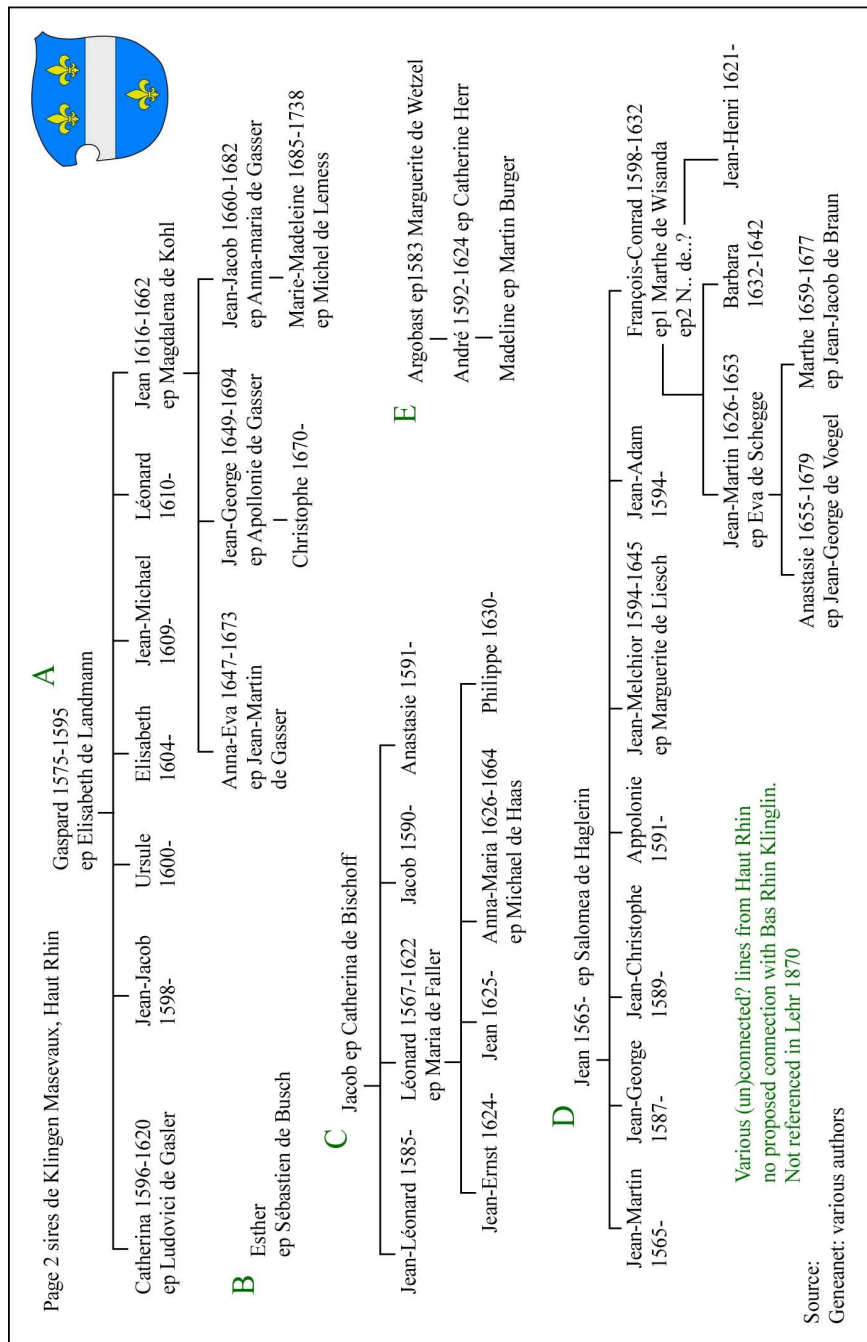 Page 2 sires de Klingen Masevaux, Haut Rhin
A
Gaspard 1575-1595
ep Elisabeth de Landmann
Catherina 1596-1620
ep Ludovici de Gasler
Jean-Jacob
1598-
Ursule
1600-
Elisabeth
1604-
Jean-Michael
1609-
Léonard
1610-
Jean 1616-1662
ep Magdalena de Kohl
Anna-Eva 1647-1673
ep Jean-Martin
de Gasser
Jean-George 1649-1694
ep Apollonie de Gasser
Christophe 1670-
Jean-Jacob 1660-1682
ep Anna-maria de Gasser
Marie-Madeleine 1685-1738
ep Michel de Lemess
B
Esther
ep Sébastien de Busch
C
Jacob ep Catherina de Bischoff
Jean-Léonard 1585-
Léonard 1567-1622
ep Maria de Faller
Jacob 1590-
Anastasie 1591-
Jean-Ernst 1624-
Jean 1625-
Anna-Maria 1626-1664
ep Michael de Haas
Philippe 1630-
E
Argobast ep1583 Marguerite de Wetzel
André 1592-1624 ep Catherine Herr
Madeline ep Martin Burger
D
Jean 1565- ep Salomea de Haglerin
Jean-Martin
1565-
Jean-George
1587-
Jean-Christophe
1589-
Appolonie
1591-
Jean-Melchior 1594-1645
ep Marguerite de Liesch
Jean-Adam
1594-
François-Conrad 1598-1632
ep1 Marthe de Wisanda
ep2 N.. de..?
Jean-Martin 1626-1653
ep Eva de Schegge
Barbara
1632-1642
Jean-Henri 1621-
Anastasie 1655-1679
ep Jean-George de Voegel
Marthe 1659-1677
ep Jean-Jacob de Braun
Various (un)connected? lines from Haut Rhin
no proposed connection with Bas Rhin Klinglin.
Not referenced in Lehr 1870
Source:
Geneanet: various authors